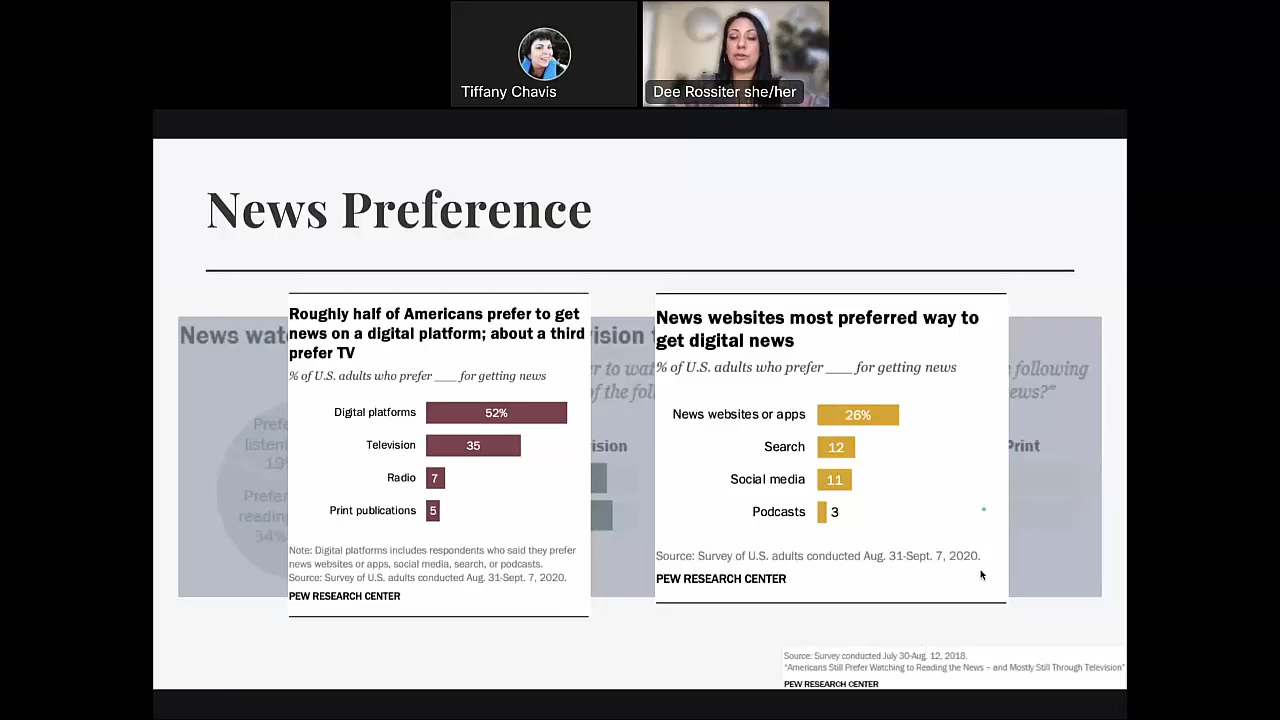 Tiffany Chavis
Dee Rossiter she/her
News Preference
Roughly half of Americans prefer to get
news on a digital platform; about a third
prefer TV
% of U.S. adults who prefer ___ for getting news
Digital platforms 52%
Television 35
Radio 7
Print publications 5
Note: Digital platforms includes respondents who said they prefer
news websites or apps, social media, search, or podcasts.
Source: Survey of U.S. adults conducted Aug. 31-Sept. 7, 2020.
PEW RESEARCH CENTER
News websites most preferred way to
get digital news
% of U.S. adults who prefer ___ for getting news
News websites or apps 26%
Search 12
Social media 11
Podcasts 3
Source: Survey of U.S. adults conducted Aug. 31-Sept. 7, 2020.
PEW RESEARCH CENTER
News
following
of the
Print
19%
Prefer
reading
34%
Source: Survey conducted July 30-Aug. 12, 2018.
"Americans Still Prefer Watching to Reading the News – and Mostly Still Through Television"
PEW RESEARCH CENTER